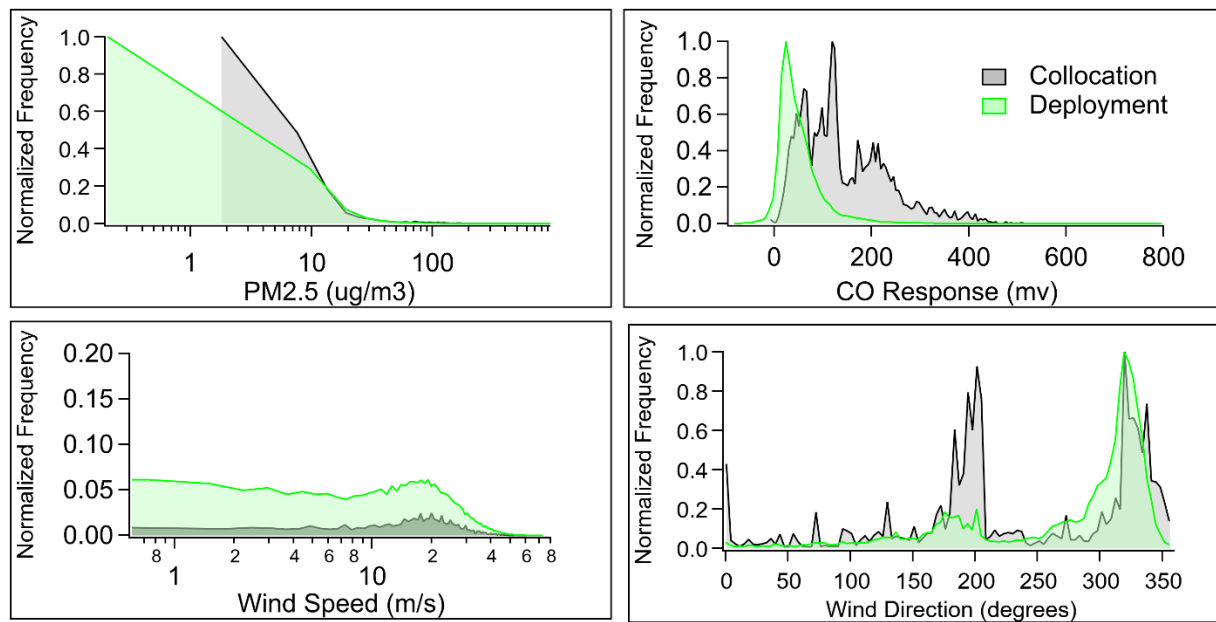 Normalized Frequency
1.0
0.8
0.6
0.4
0.2
0.0
1 10 100
PM2.5 (ug/m3)
Normalized Frequency
1.0
0.8
0.6
0.4
0.2
0.0
0 200 400 600 800
CO Response (mv)
Collocation
Deployment
Normalized Frequency
0.20
0.15
0.10
0.05
0.00
8 1 2 4 6 8 10 2 4 6 8
Wind Speed (m/s)
Normalized Frequency
1.0
0.8
0.6
0.4
0.2
0.0
0 50 100 150 200 250 300 350
Wind Direction (degrees)